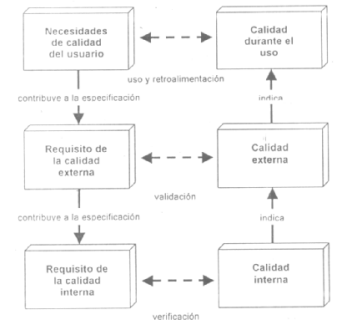 Necesidades
de calidad
del usuario
Calidad
durante el
uso
uso y retroalimentación
contribuye a la especificación
indica
Requisito de
la calidad
externa
Calidad
externa
validación
contribuye a la especificación
indica
Requisito de
la calidad
interna
Calidad
interna
verificación